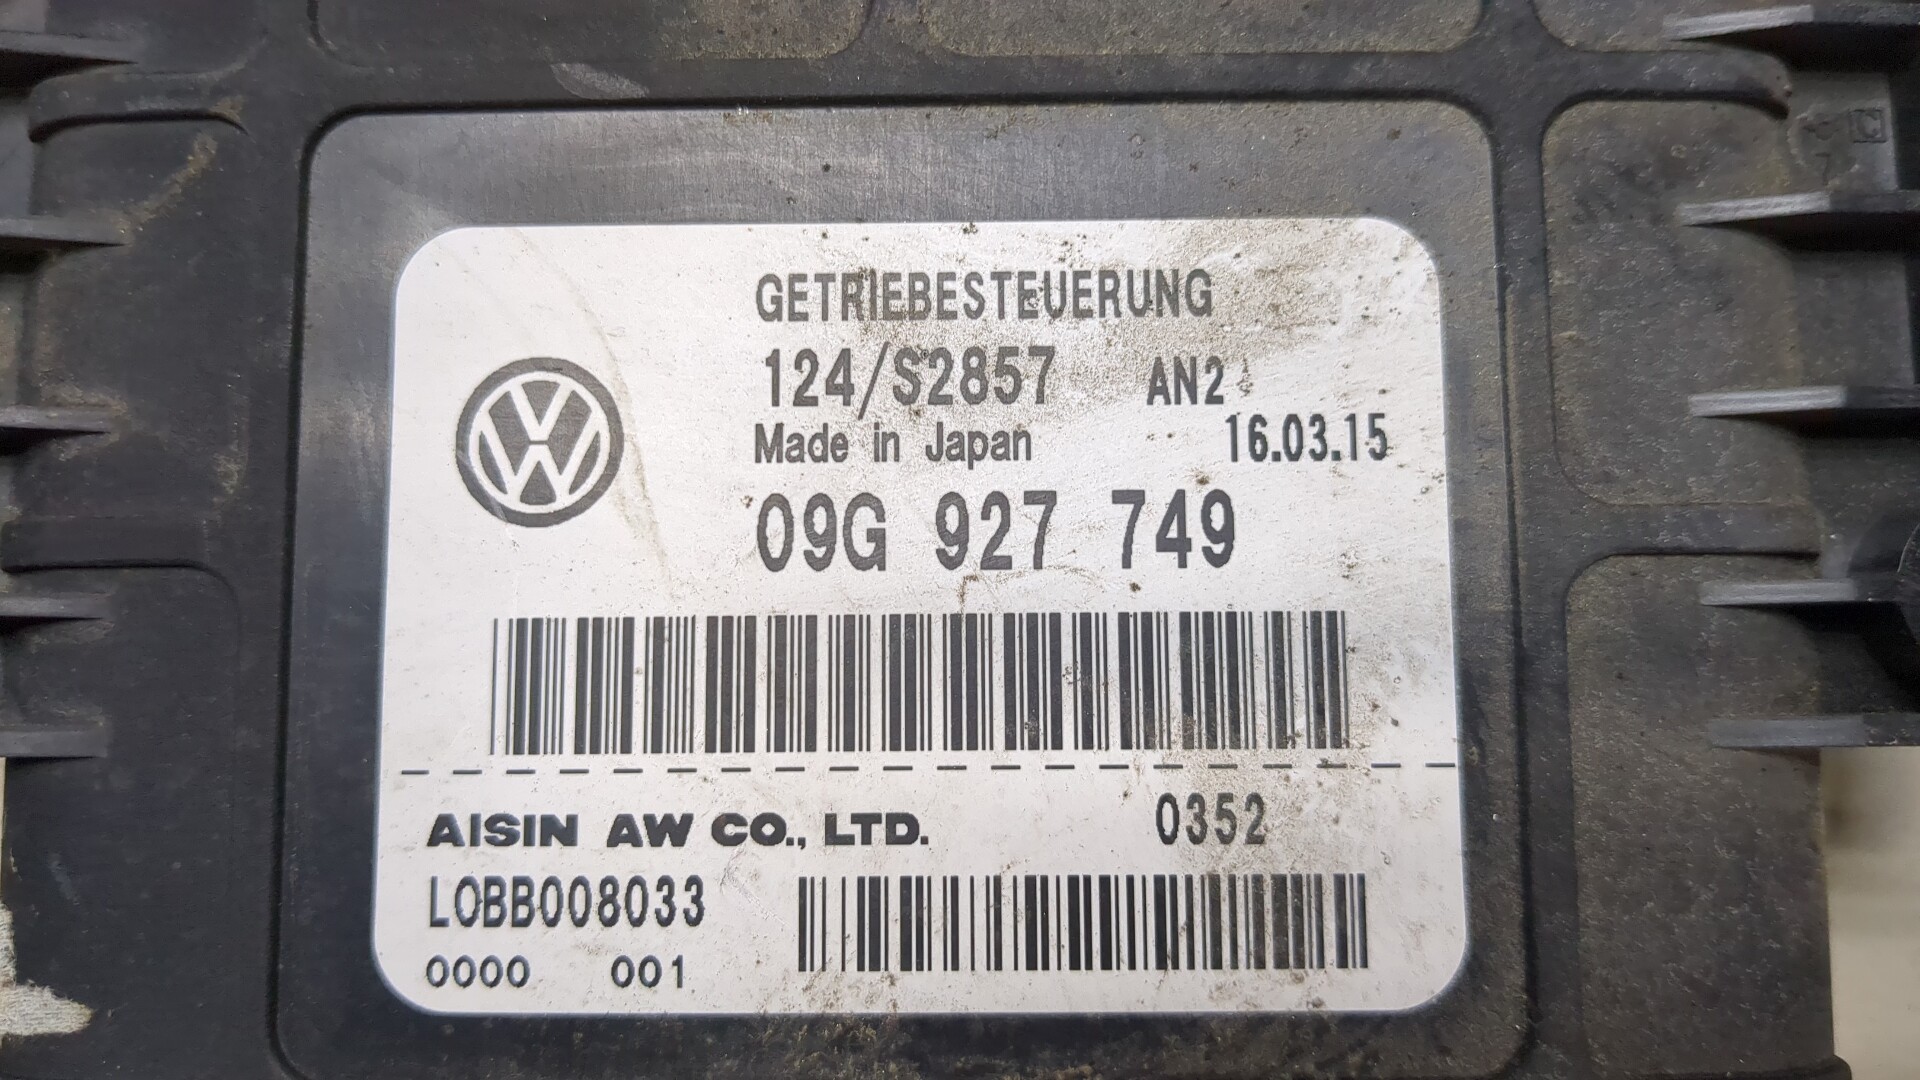 GETRIEBESTEUERUNG
124/S2857 AN2
Made in Japan 16.03.15
09G 927 749
AISIN AW CO., LTD. 0352
L0BB008033
0000 001